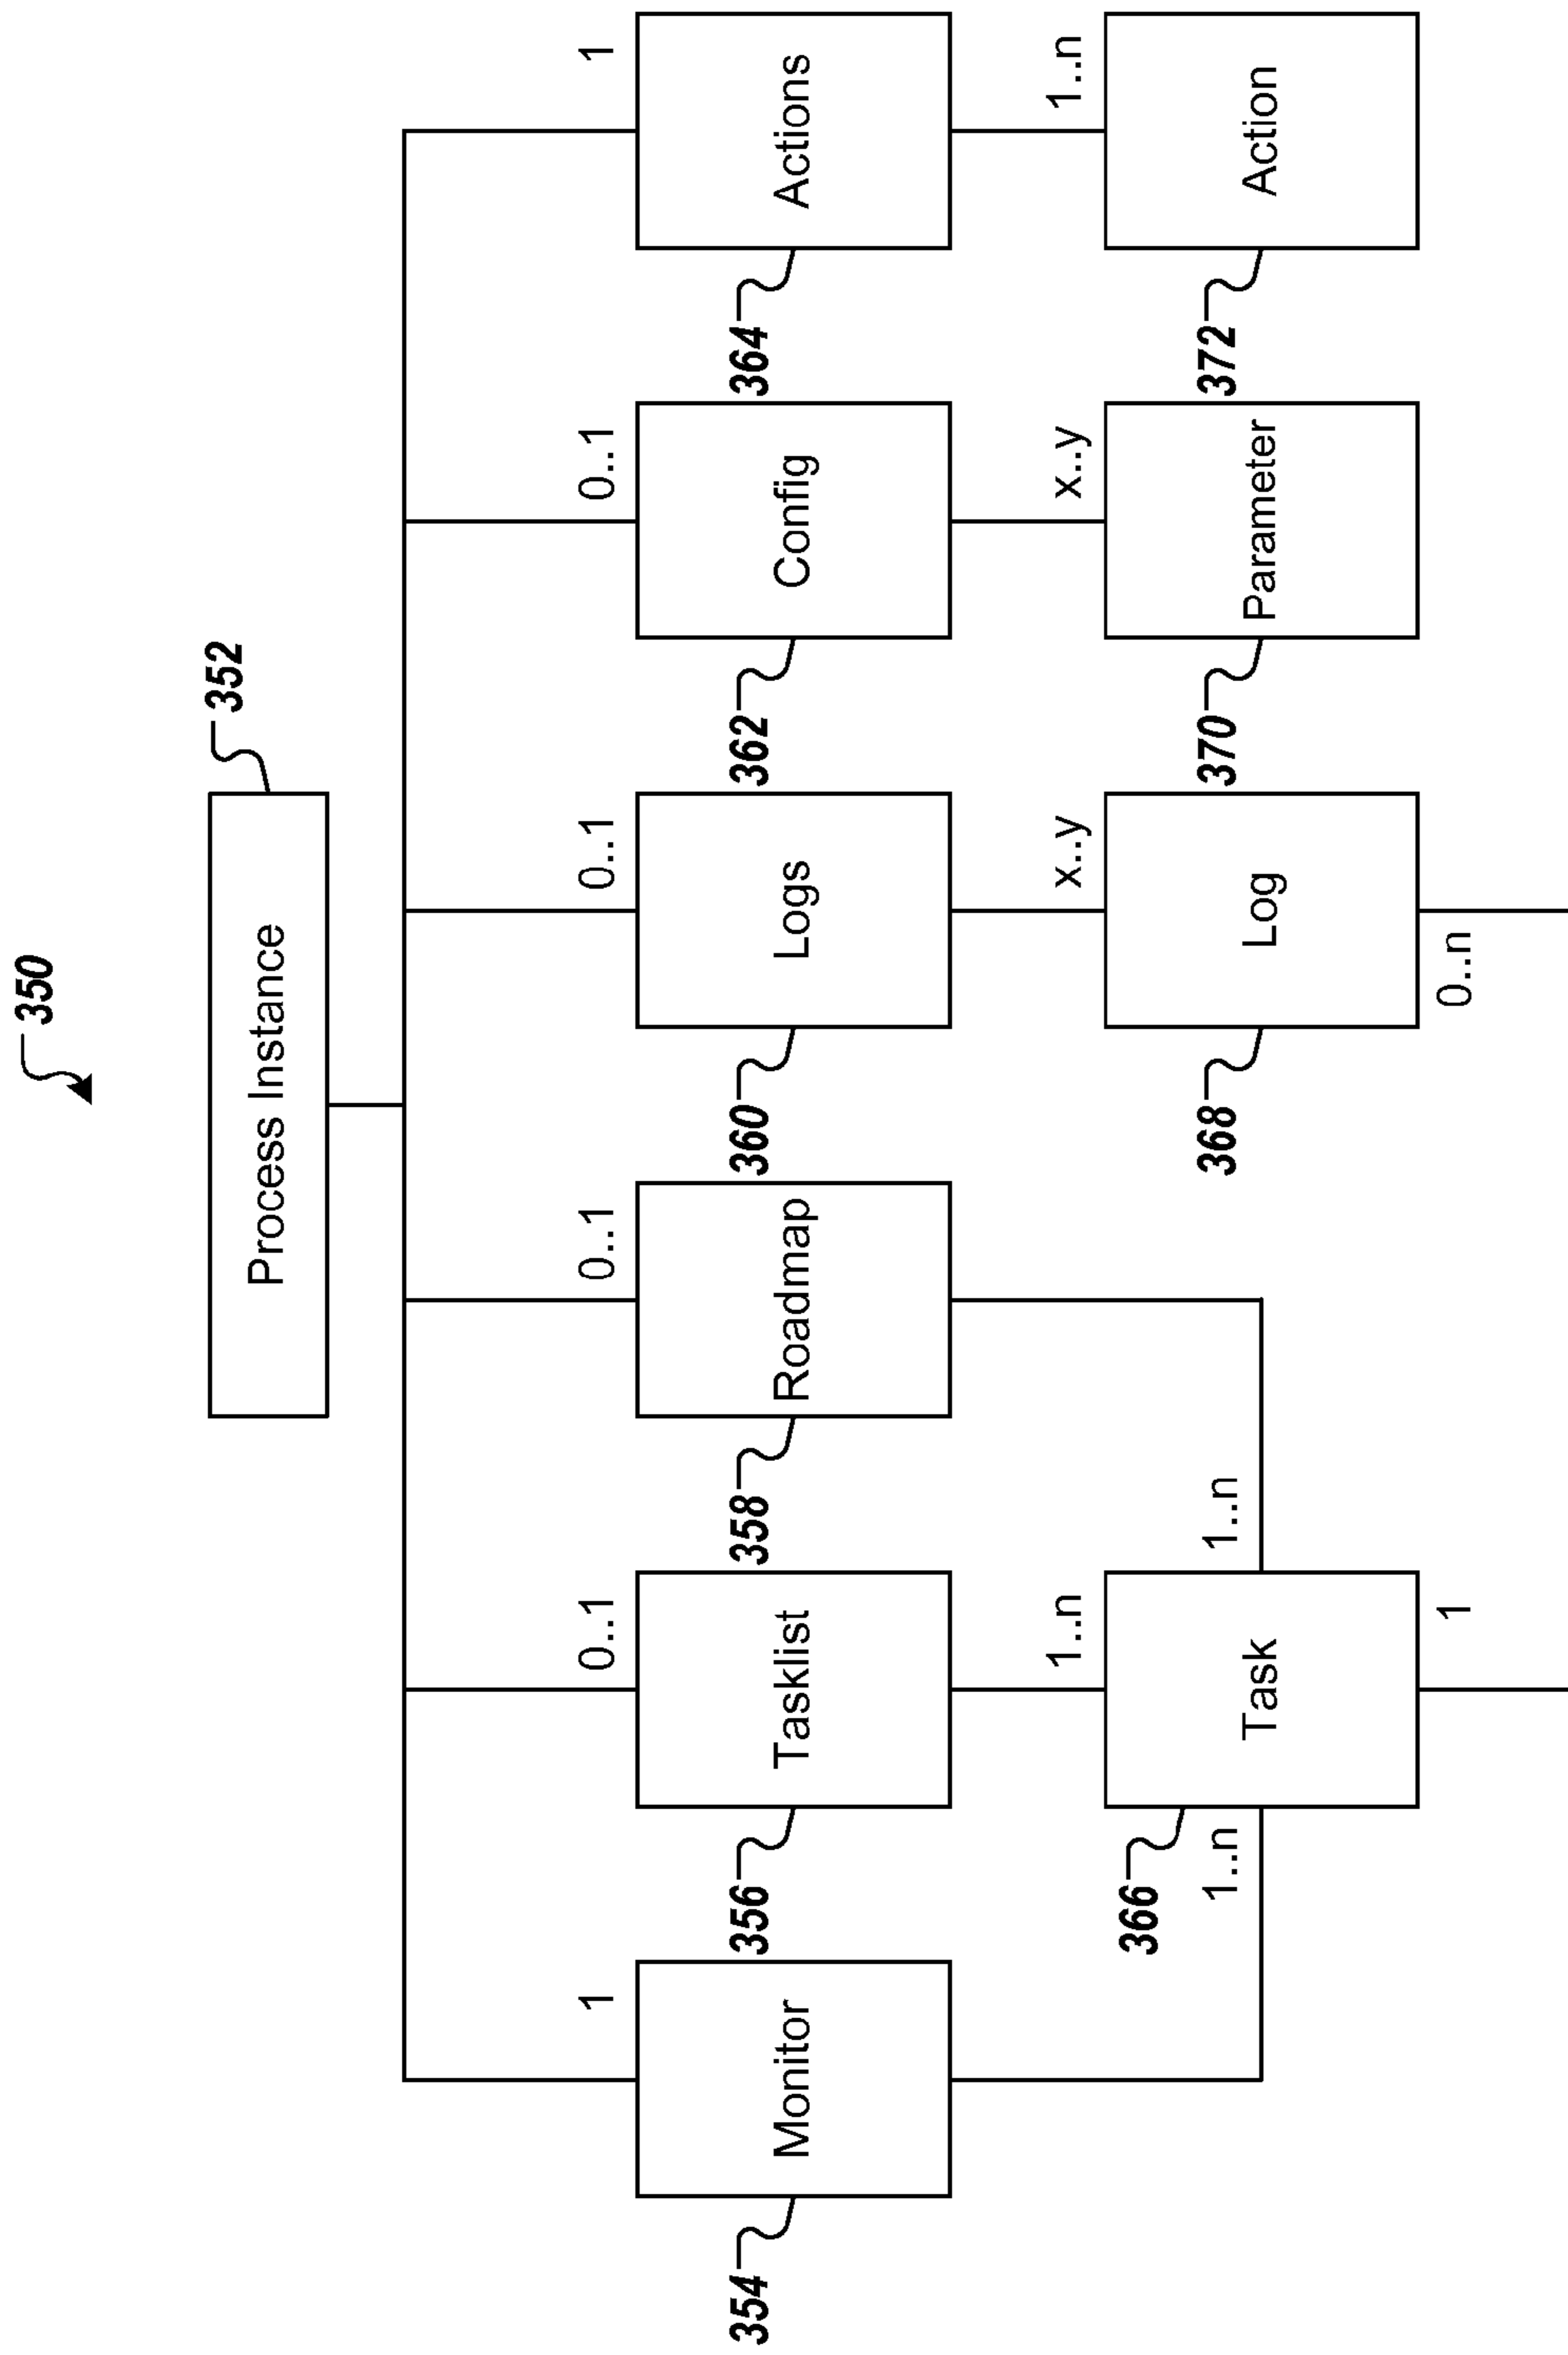 350
Process Instance
352
1
0..1
0..1
0..1
0..1
1
354
Monitor
356
Tasklist
358
Roadmap
360
Logs
362
Config
364
Actions
1..n
x..y
x..y
1..n
1..n
1..n
366
Task
368
Log
370
Parameter
372
Action
1
0..n